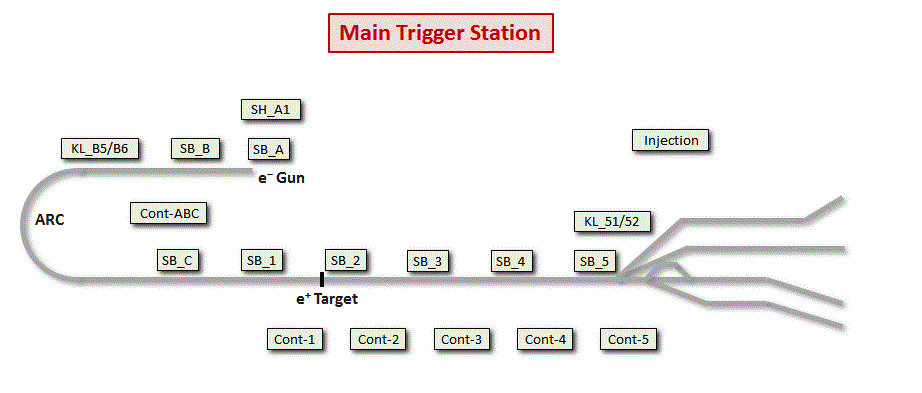 Main Trigger Station
SH_A1
KL_B5/B6
SB_B
SB_A
Injection
e⁻ Gun
ARC
Cont-ABC
KL_51/52
SB_C
SB_1
SB_2
SB_3
SB_4
SB_5
e⁺ Target
Cont-1
Cont-2
Cont-3
Cont-4
Cont-5